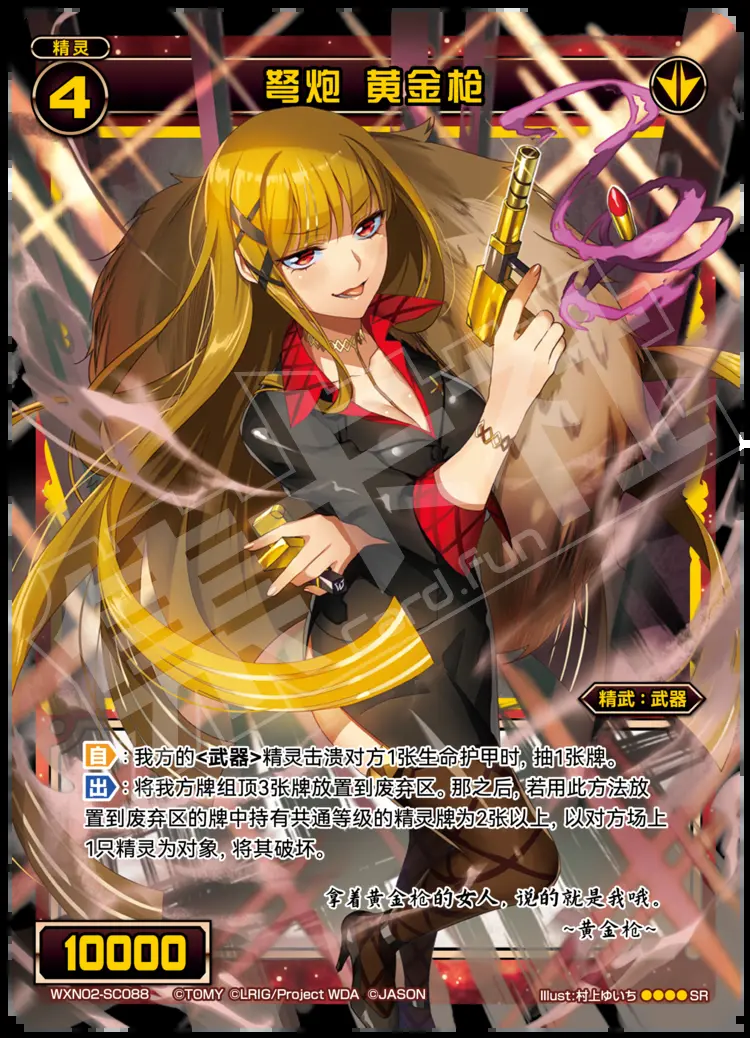 精灵
4
弩炮 黄金枪
集卡社
card.fun
精武：武器
自：我方的<武器>精灵击溃对方1张生命护甲时, 抽1张牌。
出：将我方牌组顶3张牌放置到废弃区。那之后, 若用此方法放
置到废弃区的牌中持有共通等级的精灵牌为2张以上, 以对方场上
1只精灵为对象, 将其破坏。
拿着黄金枪的女人, 说的就是我哦。
~黄金枪~
10000
WXN02-SC088 ©TOMY ©LRIG/Project WDA ©JASON Illust:村上ゆいち ●●●●SR